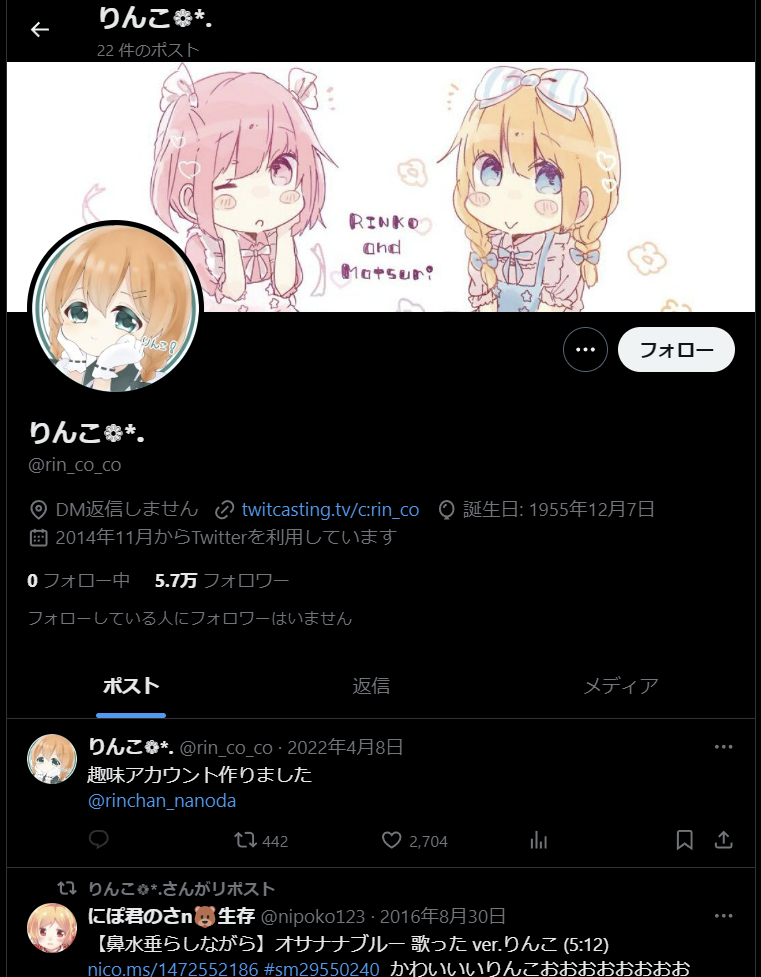 りんこ❁*.
22 件のポスト
RINKO
and
Matsuri
りんこ
りんこ❁*.
@rin_co_co
DM返信しません twitcasting.tv/c:rin_co 誕生日: 1955年12月7日
2014年11月からTwitterを利用しています
0 フォロー中 5.7万 フォロワー
フォローしている人にフォロワーはいません
フォロー
ポスト 返信 メディア
りんこ❁*. @rin_co_co · 2022年4月8日
趣味アカウント作りました
@rinchan_nanoda
442 2,704
りんこ❁*.さんがリポスト
にぽ君のさn🐻生存 @nipoko123 · 2016年8月30日
【鼻水垂らしながら】オサナナブルー 歌った ver.りんこ (5:12)
nico.ms/1472552186 #sm29550240 かわいいいりんこおおおおおおおお